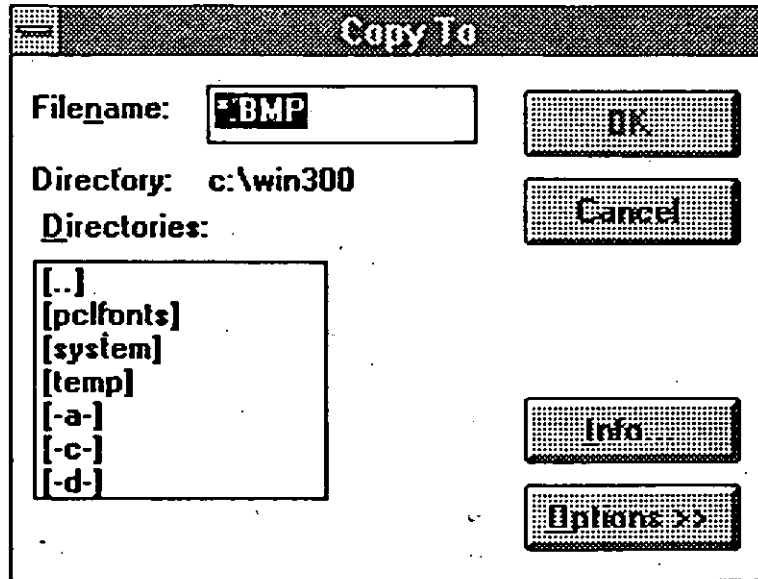 Copy To
Filename: *.BMP
OK
Directory: c:\win300
Cancel
Directories:
[..]
[pclfonts]
[system]
[temp]
[-a-]
[-c-]
[-d-]
Info...
Options >>